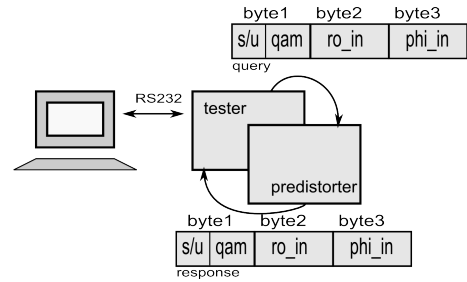 byte1 byte2 byte3
s/u qam ro_in phi_in
query
RS232
tester
predistorter
byte1 byte2 byte3
s/u qam ro_in phi_in
response